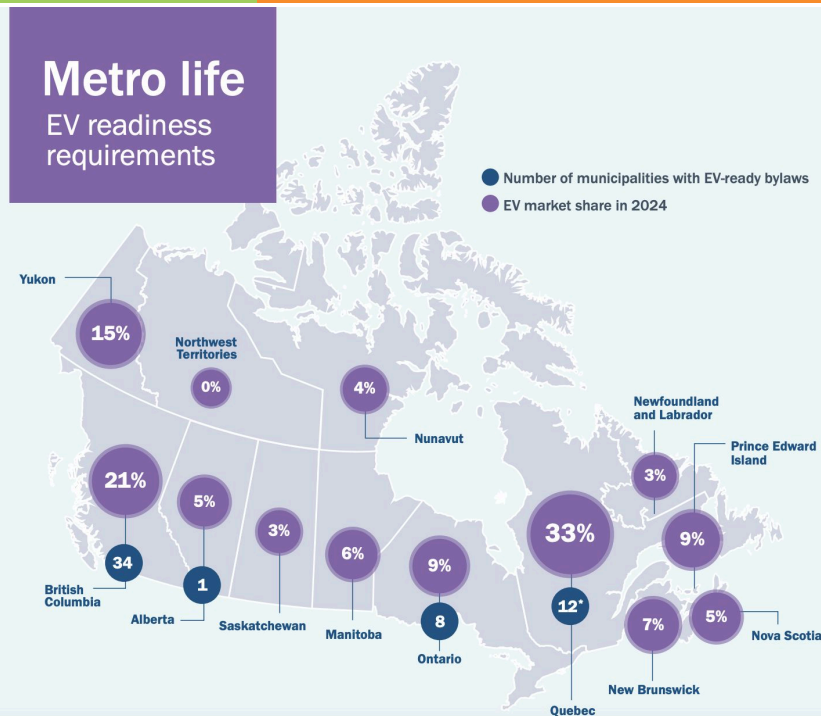 Metro life
EV readiness
requirements
Number of municipalities with EV-ready bylaws
EV market share in 2024
Yukon
15%
Northwest
Territories
0%
4%
Nunavut
Newfoundland
and Labrador
3%
Prince Edward
Island
9%
21%
34
British
Columbia
5%
1
Alberta
3%
Saskatchewan
6%
Manitoba
9%
8
Ontario
33%
12*
Quebec
7%
New Brunswick
5%
Nova Scotia